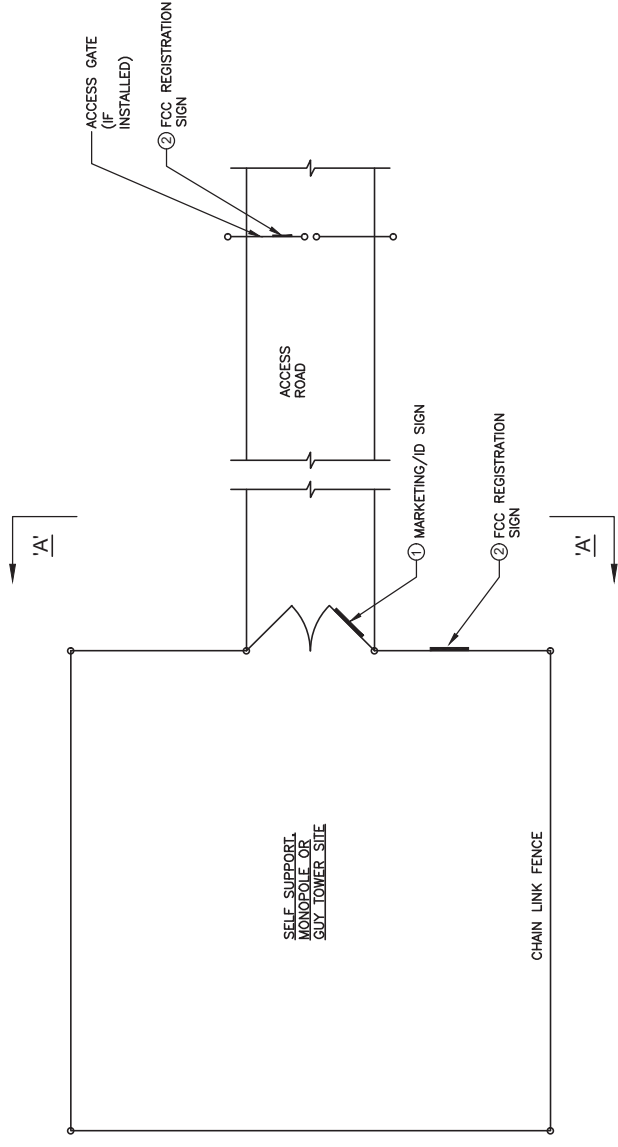 ACCESS GATE
(IF
INSTALLED)
2 FCC REGISTRATION
SIGN
ACCESS
ROAD
1 MARKETING/ID SIGN
2 FCC REGISTRATION
SIGN
'A'
'A'
SELF SUPPORT,
MONOPOLE OR
GUY TOWER SITE
CHAIN LINK FENCE